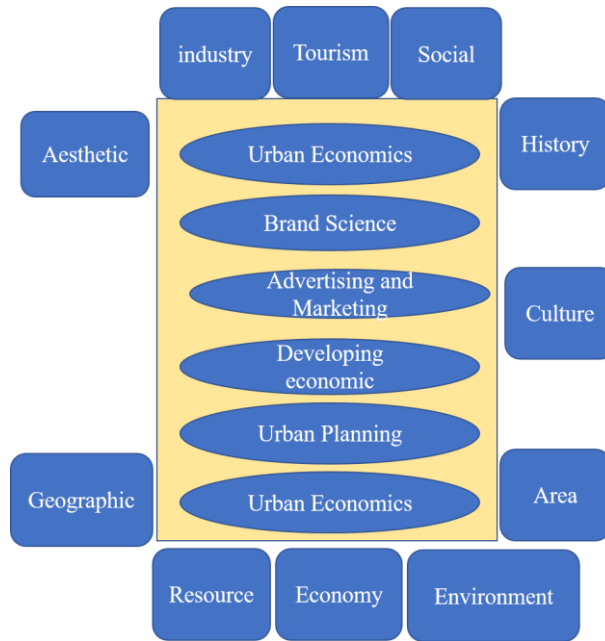 industry
Tourism
Social
Aesthetic
History
Urban Economics
Brand Science
Advertising and
Marketing
Culture
Developing
economic
Urban Planning
Geographic
Area
Urban Economics
Resource
Economy
Environment